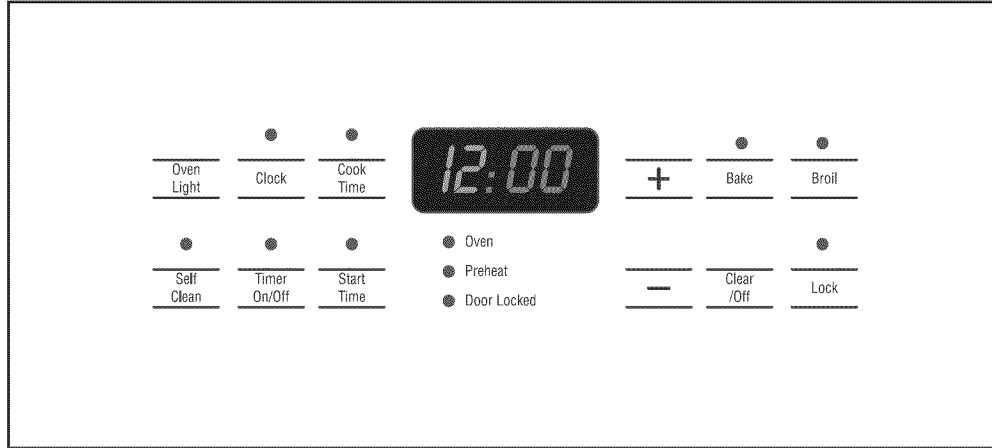 Oven
Light
Clock
Cook
Time
12:00
+
Bake
Broil
Self
Clean
Timer
On/Off
Start
Time
Oven
Preheat
Door Locked
−
Clear
/Off
Lock